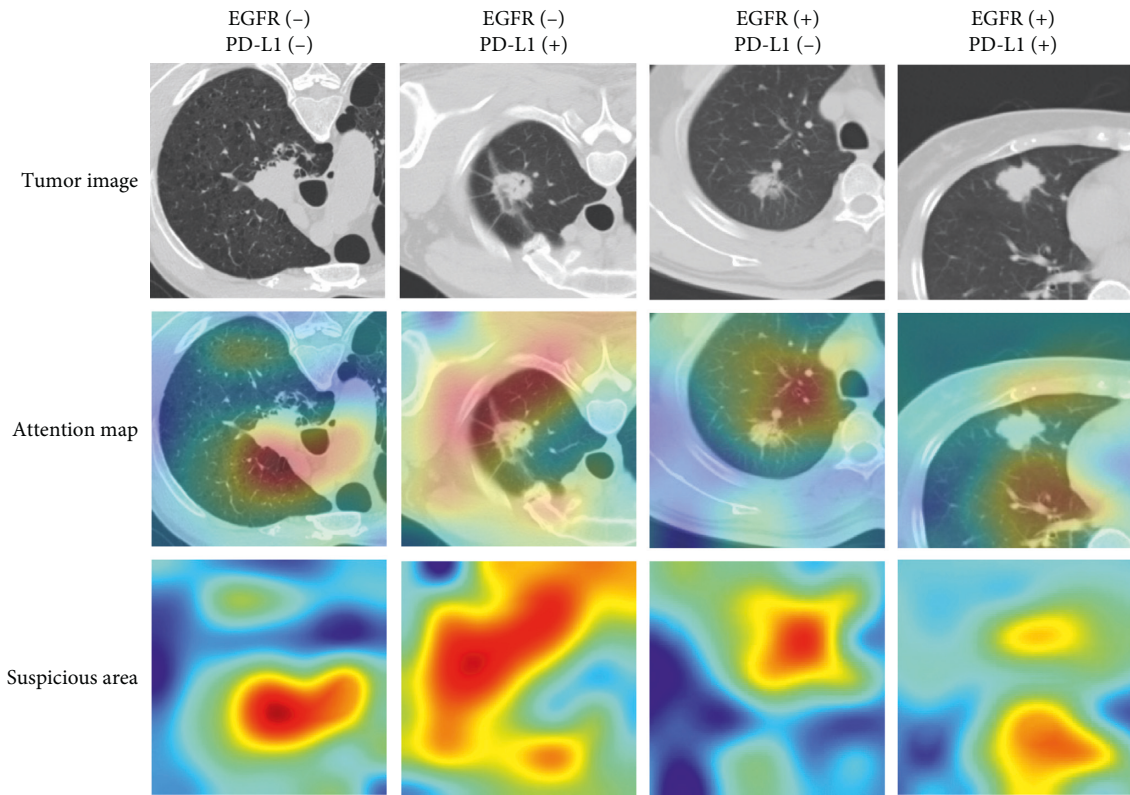 EGFR (–)
PD-L1 (–)
EGFR (–)
PD-L1 (+)
EGFR (+)
PD-L1 (–)
EGFR (+)
PD-L1 (+)
Tumor image
Attention map
Suspicious area